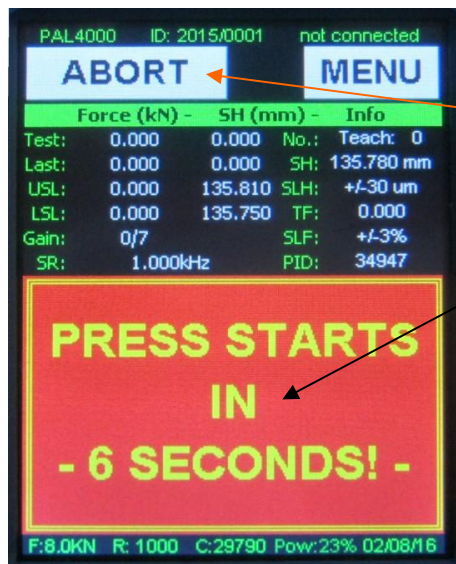 PAL4000 ID: 2015/0001 not connected
ABORT MENU
Force (kN) - SH (mm) - Info
Test: 0.000 0.000 No.: Teach: 0
Last: 0.000 0.000 SH: 135.780 mm
USL: 0.000 135.810 SLH: +/-30 um
LSL: 0.000 135.750 TF: 0.000
Gain: 0/7 SLF: +/-3%
SR: 1.000kHz PID: 34947
PRESS STARTS
IN
- 6 SECONDS! -
F:8.0KN R: 1000 C:29790 Pow:23% 02/08/16